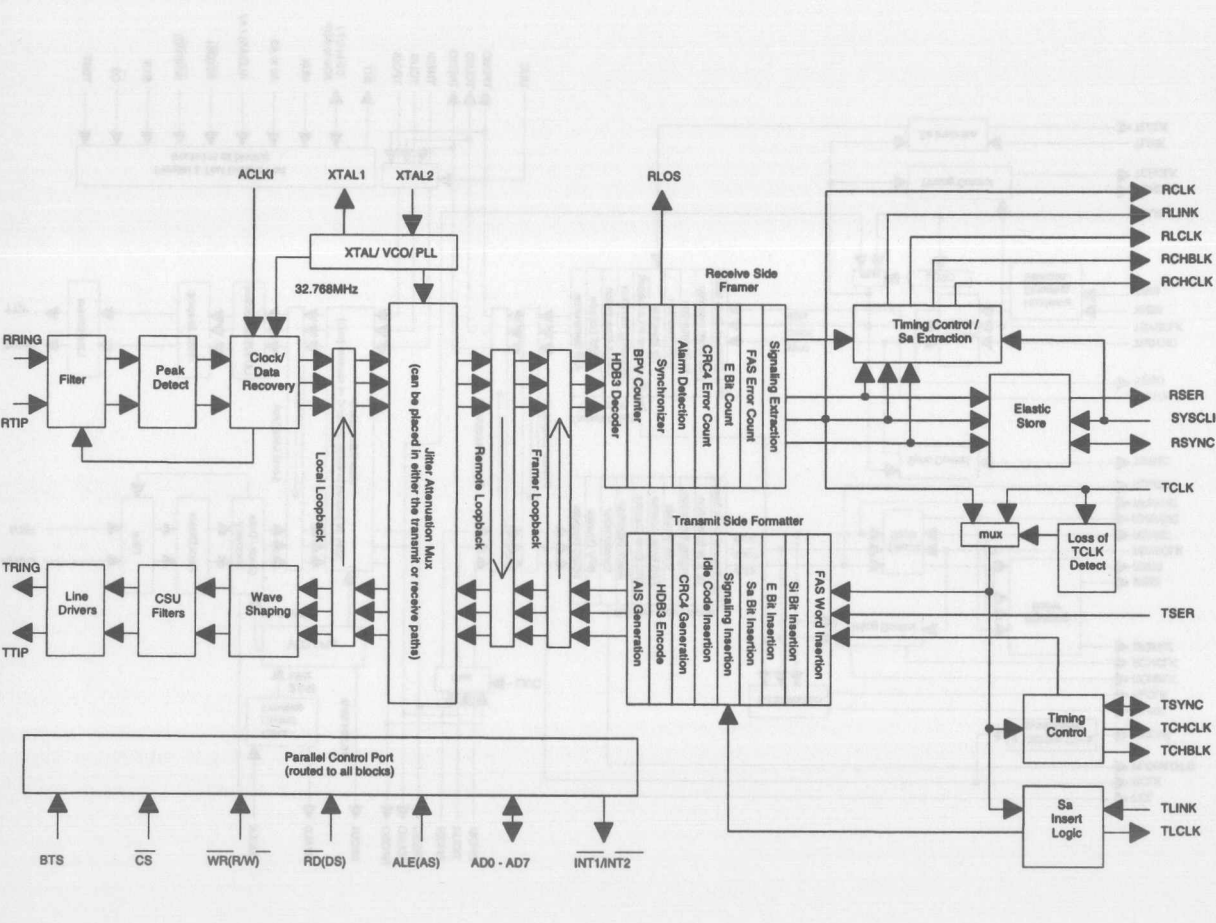 ACLKI
XTAL1
XTAL2
RLOS
XTAL/ VCO/ PLL
32.768MHz
RRING
RTIP
Filter
Peak
Detect
Clock/
Data
Recovery
Local Loopback
Jitter Attenuation Mux
(can be placed in either the transmit or receive paths)
Remote Loopback
Framer Loopback
Receive Side
Framer
HDB3 Decoder
BPV Counter
Synchronizer
Alarm Detection
CRC4 Error Count
E Bit Count
FAS Error Count
Signaling Extraction
Timing Control /
Sa Extraction
Elastic
Store
RCLK
RLINK
RLCLK
RCHBLK
RCHCLK
RSER
SYSCLI
RSYNC
TCLK
mux
Loss of
TCLK
Detect
TRING
TTIP
Line
Drivers
CSU
Filters
Wave
Shaping
Transmit Side Formatter
AIS Generation
HDB3 Encode
CRC4 Generation
Idle Code Insertion
Signaling Insertion
Sa Bit Insertion
E Bit Insertion
Si Bit Insertion
FAS Word Insertion
TSER
Timing
Control
TSYNC
TCHCLK
TCHBLK
Sa
Insert
Logic
TLINK
TLCLK
Parallel Control Port
(routed to all blocks)
BTS
CS
WR(R/W)
RD(DS)
ALE(AS)
AD0 - AD7
INT1/INT2